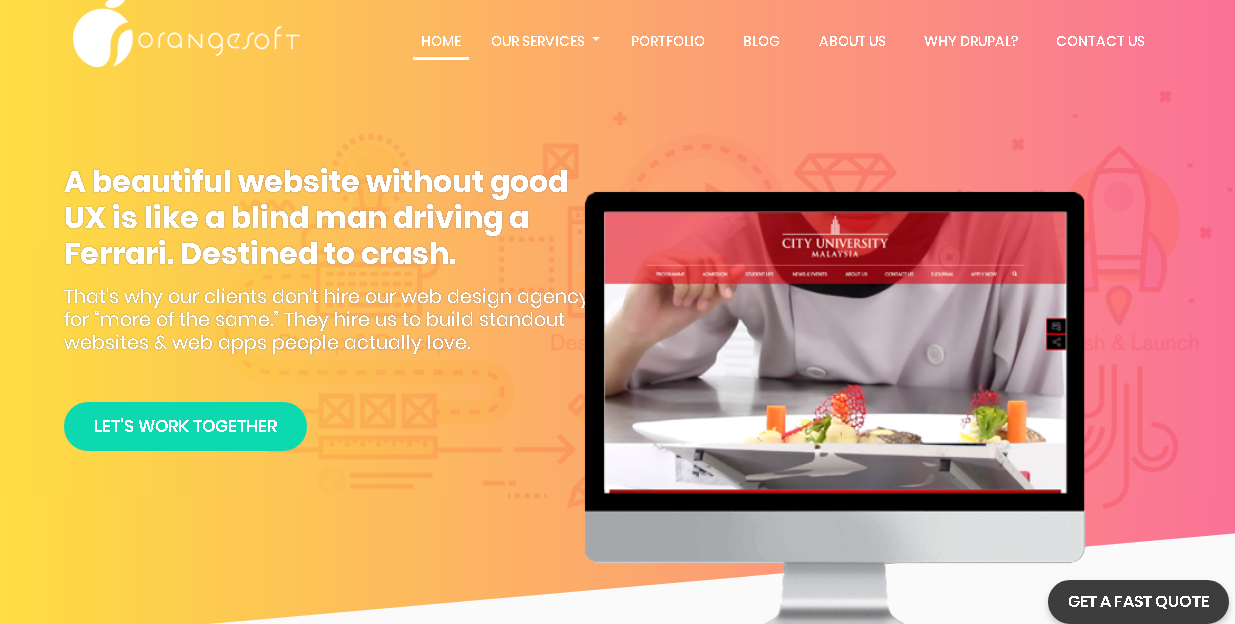 orangesoft
HOME OUR SERVICES PORTFOLIO BLOG ABOUT US WHY DRUPAL? CONTACT US
A beautiful website without good
UX is like a blind man driving a
Ferrari. Destined to crash.
That's why our clients don't hire our web design agency
for “more of the same.” They hire us to build standout
websites & web apps people actually love.
LET'S WORK TOGETHER
CITY UNIVERSITY
MALAYSIA
PROGRAMME ADMISSION STUDENT LIFE NEWS & EVENTS ABOUT US CONTACT US EJOURNAL APPLY NOW!
& Launch
GET A FAST QUOTE